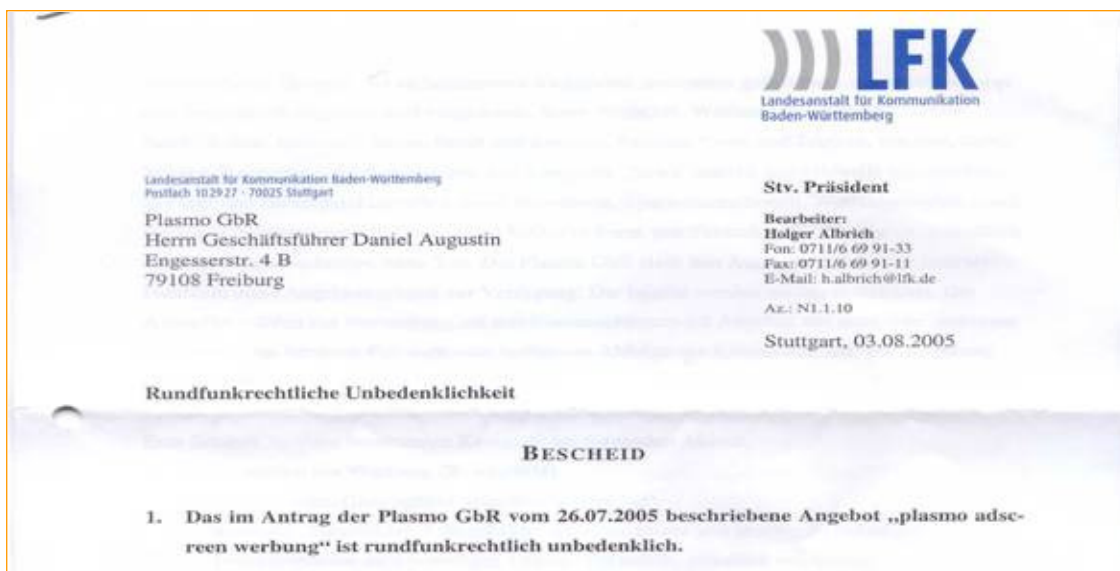 LFK
Landesanstalt für Kommunikation
Baden-Württemberg
Landesanstalt für Kommunikation Baden-Württemberg
Postfach 102927 - 70025 Stuttgart
Plasmo GbR
Herrn Geschäftsführer Daniel Augustin
Engesserstr. 4 B
79108 Freiburg
Stv. Präsident
Bearbeiter:
Holger Albrich
Fon: 0711/6 69 91-33
Fax: 0711/6 69 91-11
E-Mail: h.albrich@lfk.de
Az.: N1.1.10
Stuttgart, 03.08.2005
Rundfunkrechtliche Unbedenklichkeit
BESCHEID
1. Das im Antrag der Plasmo GbR vom 26.07.2005 beschriebene Angebot „plasmo adsc-
reen werbung“ ist rundfunkrechtlich unbedenklich.